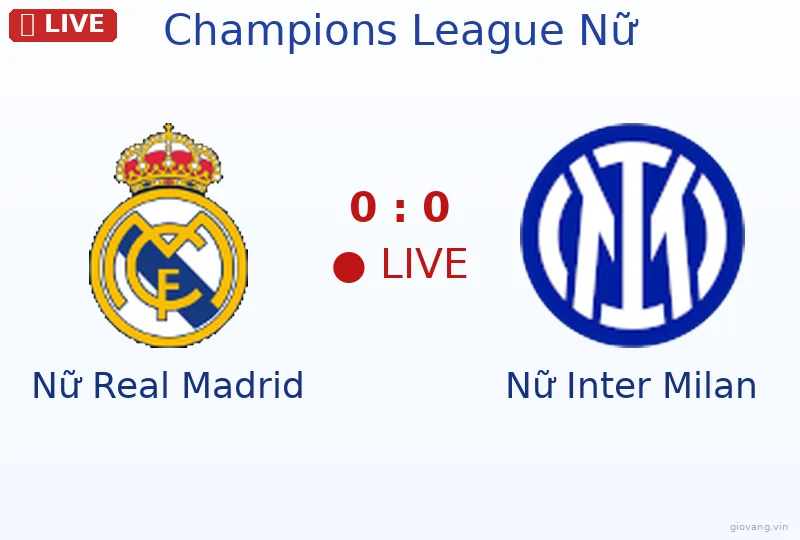 LIVE
Champions League Nữ
0 : 0
● LIVE
Nữ Real Madrid
Nữ Inter Milan
giovang.vin